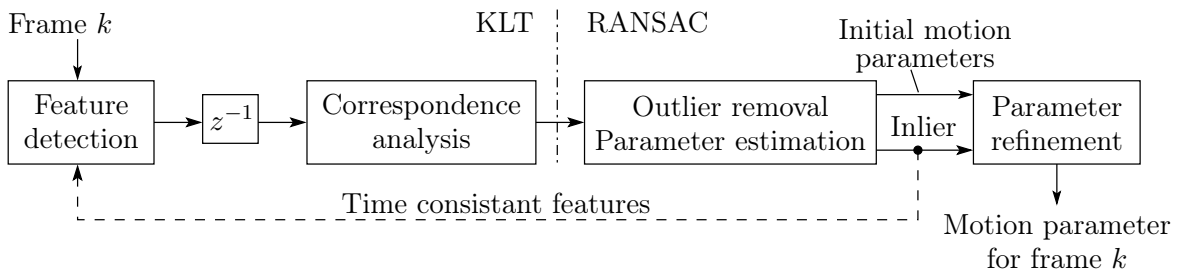 Frame k
KLT
RANSAC
Initial motion
parameters
Feature
detection
z⁻¹
Correspondence
analysis
Outlier removal
Parameter estimation
Inlier
Parameter
refinement
Time consistant features
Motion parameter
for frame k